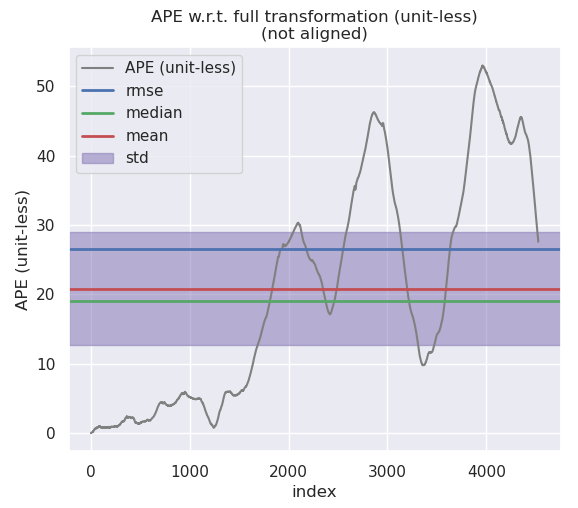 APE w.r.t. full transformation (unit-less)
(not aligned)
APE (unit-less)
rmse
median
mean
std
APE (unit-less)
50
40
30
20
10
0
0 1000 2000 3000 4000
index